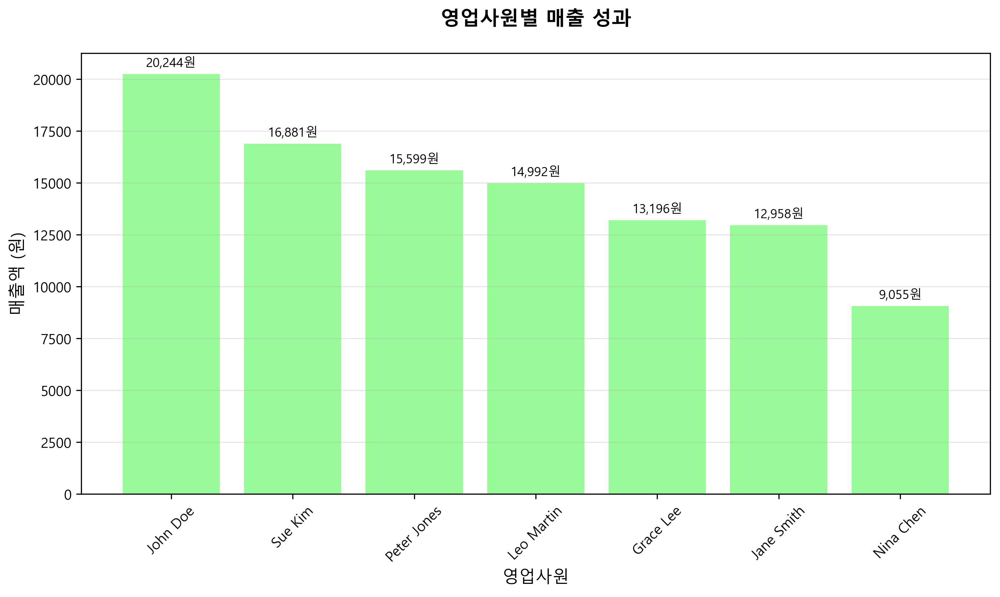 영업사원별 매출 성과
매출액 (원)
20000
17500
15000
12500
10000
7500
5000
2500
0
20,244원
16,881원
15,599원
14,992원
13,196원
12,958원
9,055원
John Doe
Sue Kim
Peter Jones
Leo Martin
Grace Lee
Jane Smith
Nina Chen
영업사원